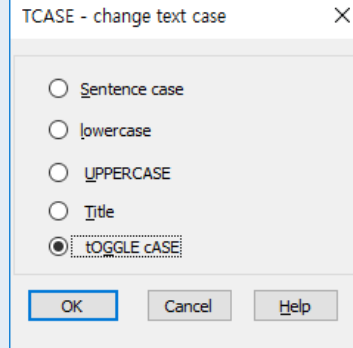 TCASE - change text case
Sentence case
lowercase
UPPERCASE
Title
tOGGLE cASE
OK Cancel Help